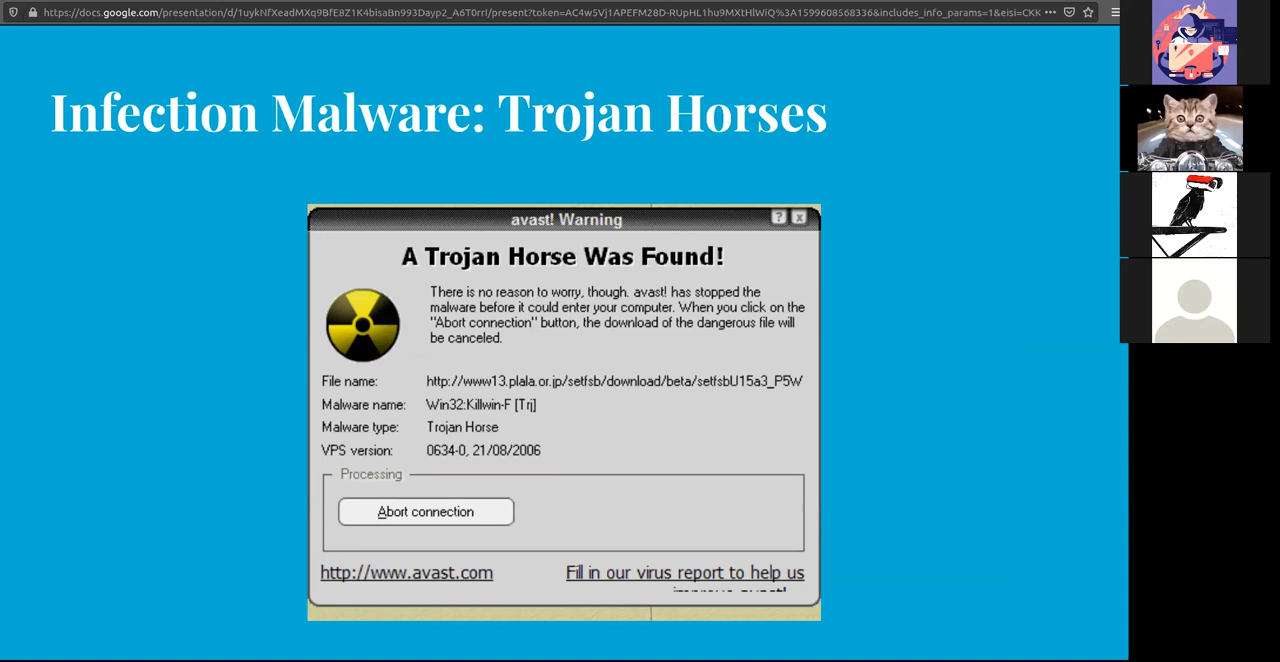 https://docs.google.com/presentation/d/1uykNfXeadMXq9BfE8Z1K4bisaBn993Dayp2_A6T0rrI/present?token=AC4w5Vj1APEFM28D-RUpHL1hu9MXtHlWiQ%3A1599608568336&includes_info_params=1&eisi=CKK
Infection Malware: Trojan Horses
avast! Warning
A Trojan Horse Was Found!
There is no reason to worry, though. avast! has stopped the
malware before it could enter your computer. When you click on the
"Abort connection" button, the download of the dangerous file will
be canceled.
File name: http://www13.plala.or.jp/setfsb/download/beta/setfsbU15a3_P5W
Malware name: Win32:Killwin-F [Trj]
Malware type: Trojan Horse
VPS version: 0634-0, 21/08/2006
Processing
Abort connection
http://www.avast.com Fill in our virus report to help us
improve avast!